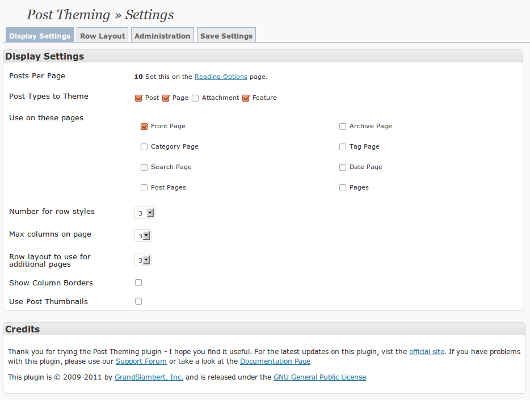 Post Theming » Settings
Display Settings Row Layout Administration Save Settings
Display Settings
Posts Per Page 10 Set this on the Reading Options page.
Post Types to Theme Post Page Attachment Feature
Use on these pages
Front Page Archive Page
Category Page Tag Page
Search Page Date Page
Post Pages Pages
Number for row styles 3
Max columns on page 3
Row layout to use for
additional pages 3
Show Column Borders
Use Post Thumbnails
Credits
Thank you for trying the Post Theming plugin - I hope you find it useful. For the latest updates on this plugin, vist the official site. If you have problems
with this plugin, please use our Support Forum or take a look at the Documentation Page
This plugin is © 2009-2011 by GrandSlambert, Inc. and is released under the GNU General Public License